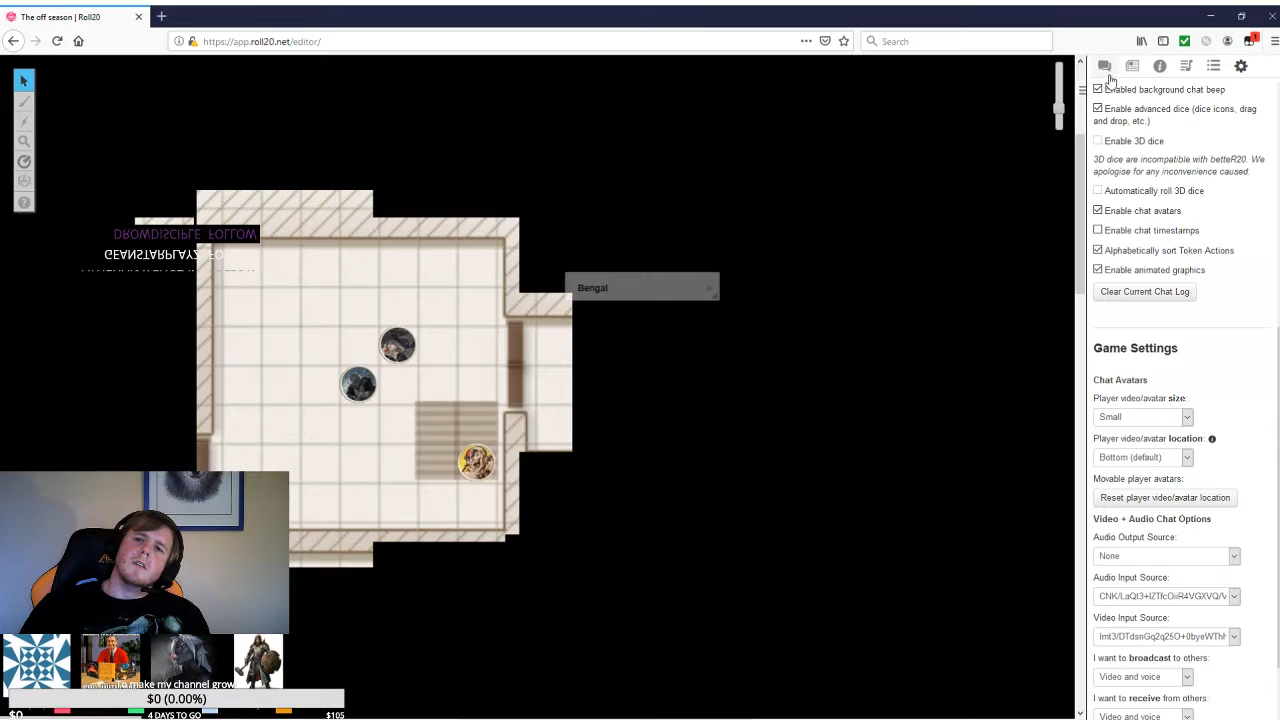 The off season | Roll20
https://app.roll20.net/editor/
Search
1
Enabled background chat beep
Enable advanced dice (dice icons, drag
and drop, etc.)
Enable 3D dice
3D dice are incompatible with betteR20. We
apologise for any inconvenience caused.
Automatically roll 3D dice
Enable chat avatars
Enable chat timestamps
Alphabetically sort Token Actions
Enable animated graphics
Clear Current Chat Log
DROWDISCIPLE FOLLOW
GEANSTARPLAYZ FO
Bengal
Game Settings
Chat Avatars
Player video/avatar size:
Small
Player video/avatar location:
Bottom (default)
Movable player avatars:
Reset player video/avatar location
Video + Audio Chat Options
Audio Output Source:
None
Audio Input Source:
Video Input Source:
I want to broadcast to others:
Video and voice
I want to receive from others:
Video and voice
To make my channel grow
$0 (0.00%)
$0
4 DAYS TO GO
$105